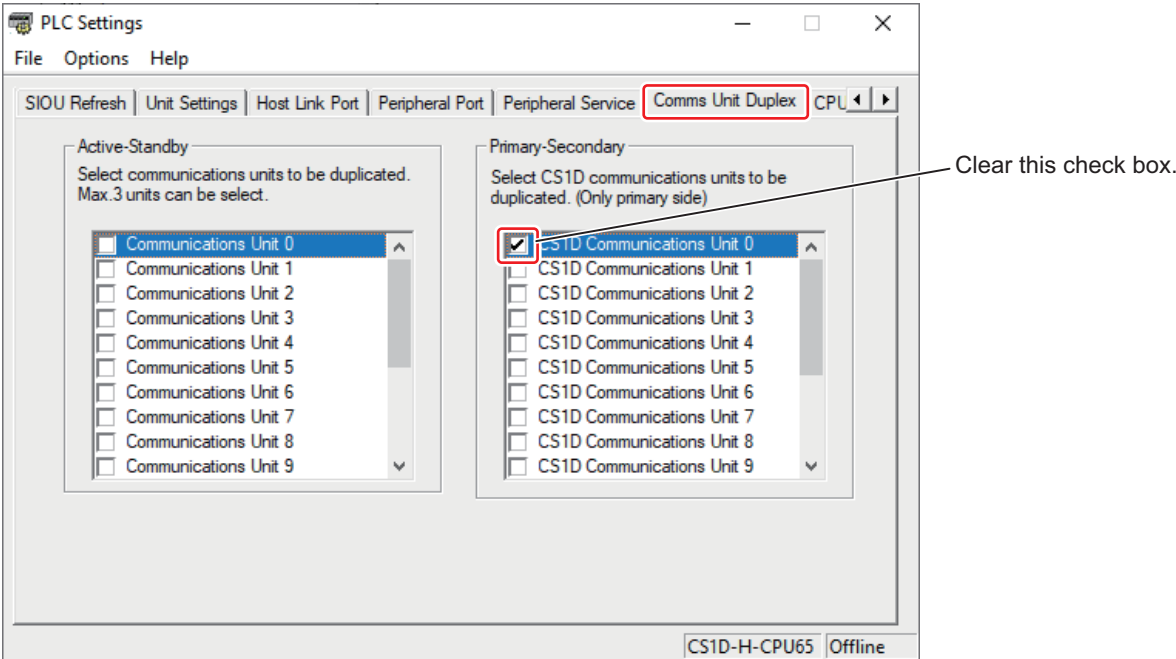 PLC Settings
File Options Help
SIOU Refresh Unit Settings Host Link Port Peripheral Port Peripheral Service Comms Unit Duplex CPU
Active-Standby
Select communications units to be duplicated.
Max.3 units can be select.
Communications Unit 0
Communications Unit 1
Communications Unit 2
Communications Unit 3
Communications Unit 4
Communications Unit 5
Communications Unit 6
Communications Unit 7
Communications Unit 8
Communications Unit 9
Primary-Secondary
Select CS1D communications units to be
duplicated. (Only primary side)
CS1D Communications Unit 0
CS1D Communications Unit 1
CS1D Communications Unit 2
CS1D Communications Unit 3
CS1D Communications Unit 4
CS1D Communications Unit 5
CS1D Communications Unit 6
CS1D Communications Unit 7
CS1D Communications Unit 8
CS1D Communications Unit 9
Clear this check box.
CS1D-H-CPU65 Offline